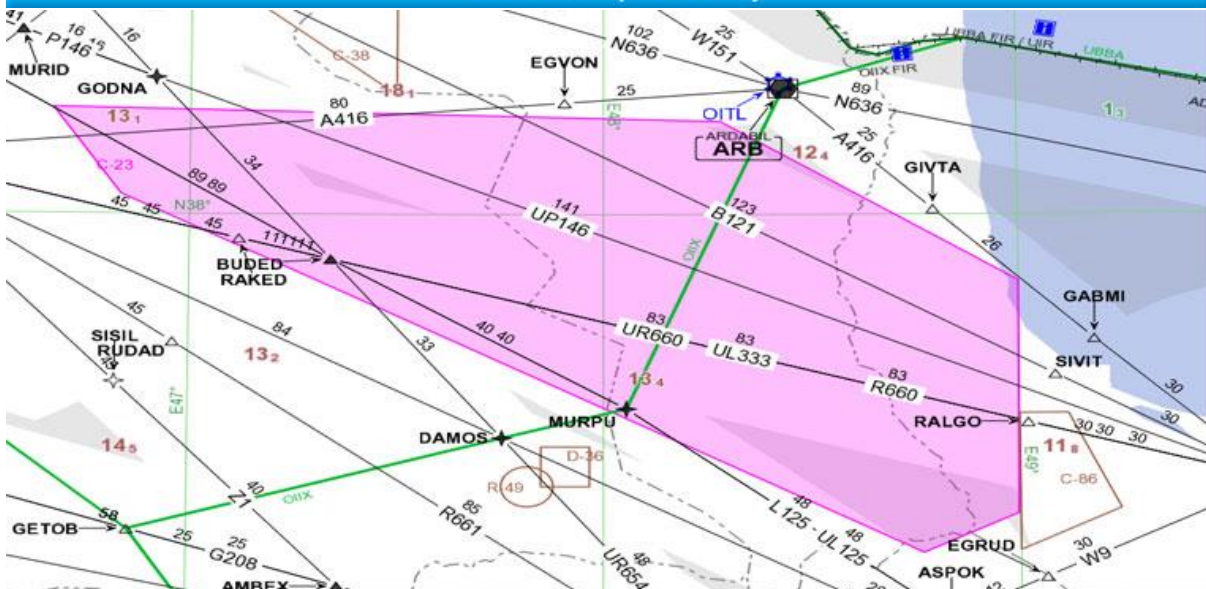 41
16
16
P146
MURID
GODNA
C-38
18₁
EGVON
102
N636
25
W151
UBBA FIR / UIR
UBBA
OIIX FIR
89
N636
13₁
80
A416
25
E48°
OITL
ARDABIL
ARB
12₄
25
A416
1₃
AD
C-23
34
GIVTA
89 89
45 45
N38°
45
111111
141
UP146
123
B121
26
BUDED
RAKED
OIIX
GABMI
SISIL
RUDAD
45
45
84
13₂
33
40 40
83
UR660
83
UL333
83
R660
SIVIT
30
30
E47°
13₄
14₅
DAMOS
MURPU
RALGO
30 30 30
11₈
E49°
C-86
D-36
R-49
40
Z1
OIIX
GETOB
58
25
25
G208
85
R661
48
UR654
48
L125 - UL125
48
EGRUD
30
W9
ASPOK
AMBEX